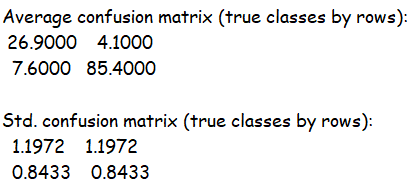 Average confusion matrix (true classes by rows):
26.9000 4.1000
7.6000 85.4000
Std. confusion matrix (true classes by rows):
1.1972 1.1972
0.8433 0.8433